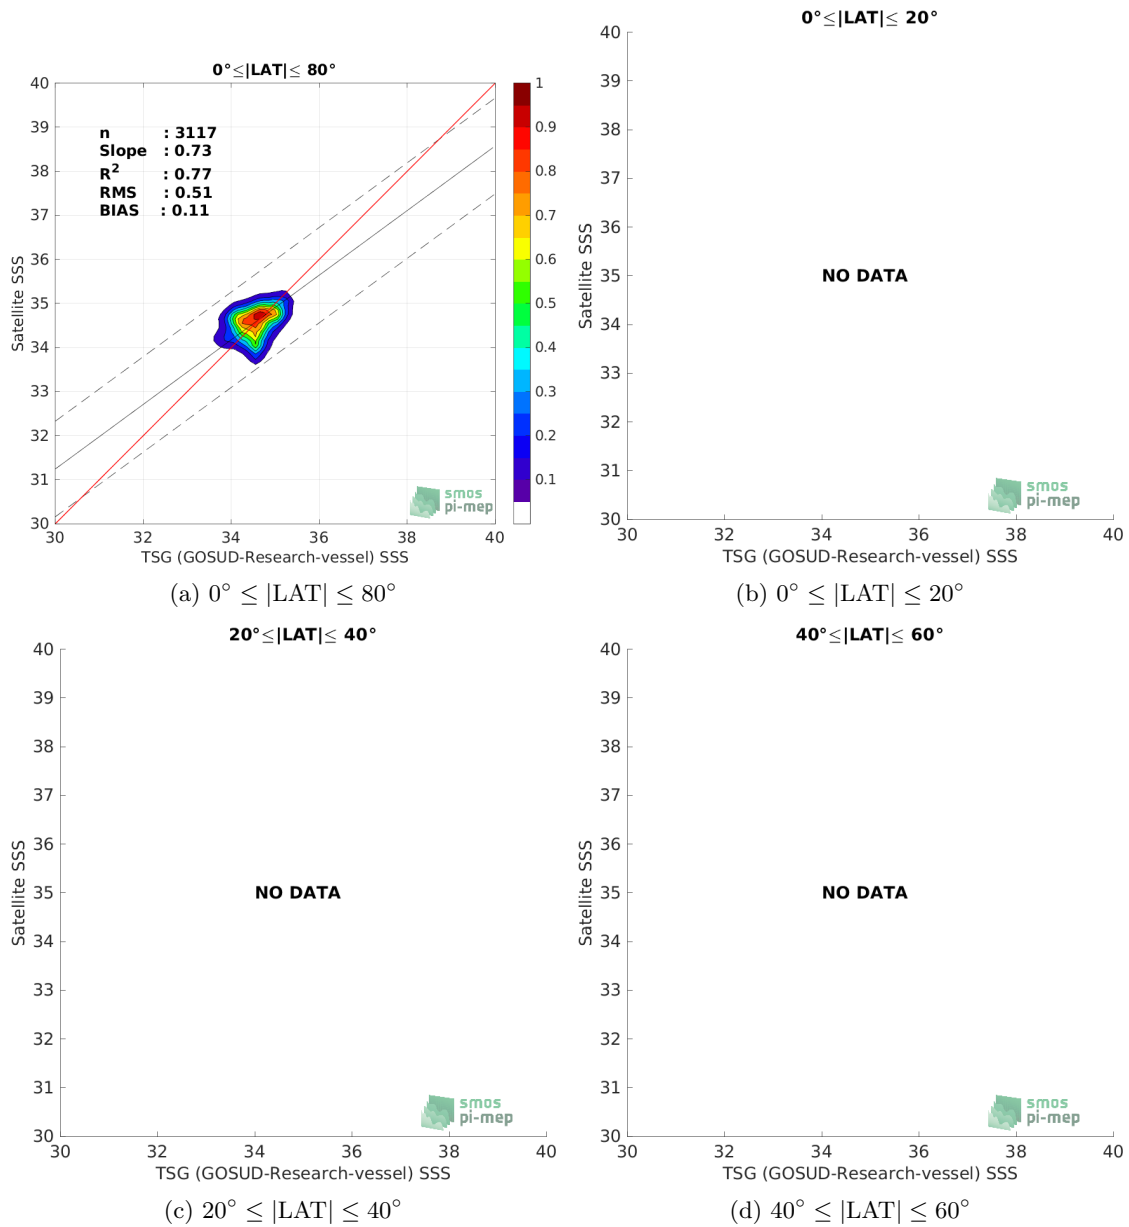 0°≤|LAT|≤ 80°
40
39
38
37
36
35
34
33
32
31
30
Satellite SSS
n : 3117
Slope : 0.73
R² : 0.77
RMS : 0.51
BIAS : 0.11
smos
pi-mep
30 32 34 36 38 40
TSG (GOSUD-Research-vessel) SSS
1
0.9
0.8
0.7
0.6
0.5
0.4
0.3
0.2
0.1
(a) 0° ≤ |LAT| ≤ 80°
0°≤|LAT|≤ 20°
40
39
38
37
36
35
34
33
32
31
30
Satellite SSS
NO DATA
smos
pi-mep
30 32 34 36 38 40
TSG (GOSUD-Research-vessel) SSS
(b) 0° ≤ |LAT| ≤ 20°
20°≤|LAT|≤ 40°
40
39
38
37
36
35
34
33
32
31
30
Satellite SSS
NO DATA
smos
pi-mep
30 32 34 36 38 40
TSG (GOSUD-Research-vessel) SSS
(c) 20° ≤ |LAT| ≤ 40°
40°≤|LAT|≤ 60°
40
39
38
37
36
35
34
33
32
31
30
Satellite SSS
NO DATA
smos
pi-mep
30 32 34 36 38 40
TSG (GOSUD-Research-vessel) SSS
(d) 40° ≤ |LAT| ≤ 60°